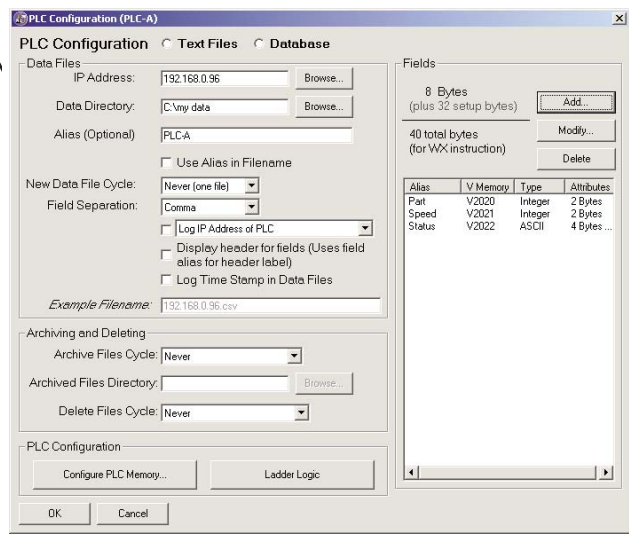 PLC Configuration (PLC-A)
PLC Configuration Text Files Database
Data Files
IP Address: 192.168.0.96 Browse...
Data Directory: C:\my data Browse...
Alias (Optional) PLC-A
Use Alias in Filename
New Data File Cycle: Never (one file)
Field Separation: Comma
Log IP Address of PLC
Display header for fields (Uses field
alias for header label)
Log Time Stamp in Data Files
Example Filename: 192.168.0.96.csv
Archiving and Deleting
Archive Files Cycle: Never
Archived Files Directory: Browse...
Delete Files Cycle: Never
PLC Configuration
Configure PLC Memory... Ladder Logic
OK Cancel
Fields
8 Bytes
(plus 32 setup bytes) Add...
40 total bytes
(for WX instruction)
Modify...
Delete
Alias V Memory Type Attributes
Part V2020 Integer 2 Bytes
Speed V2021 Integer 2 Bytes
Status V2022 ASCII 4 Bytes ...